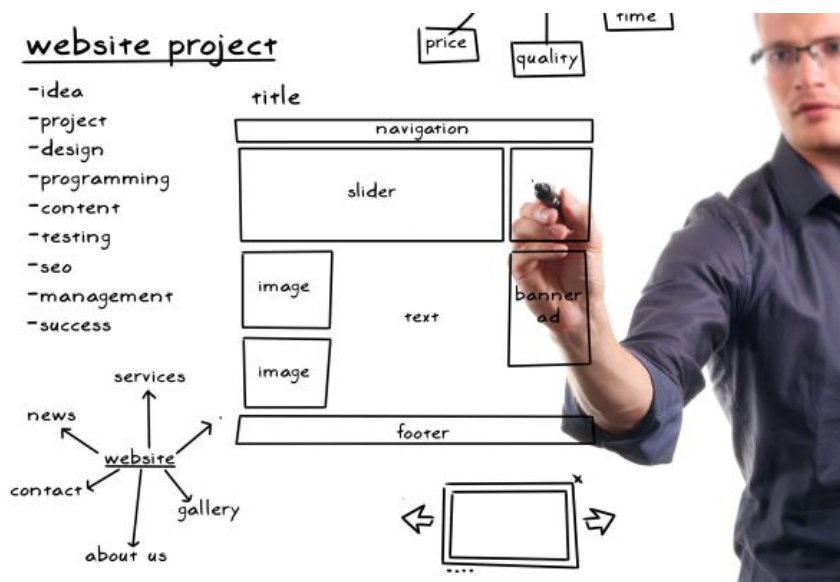 website project
-idea
-project
-design
-programming
-content
-testing
-seo
-management
-success
price
quality
time
title
navigation
slider
image
text
banner
ad
image
footer
services
news
website
contact
gallery
about us